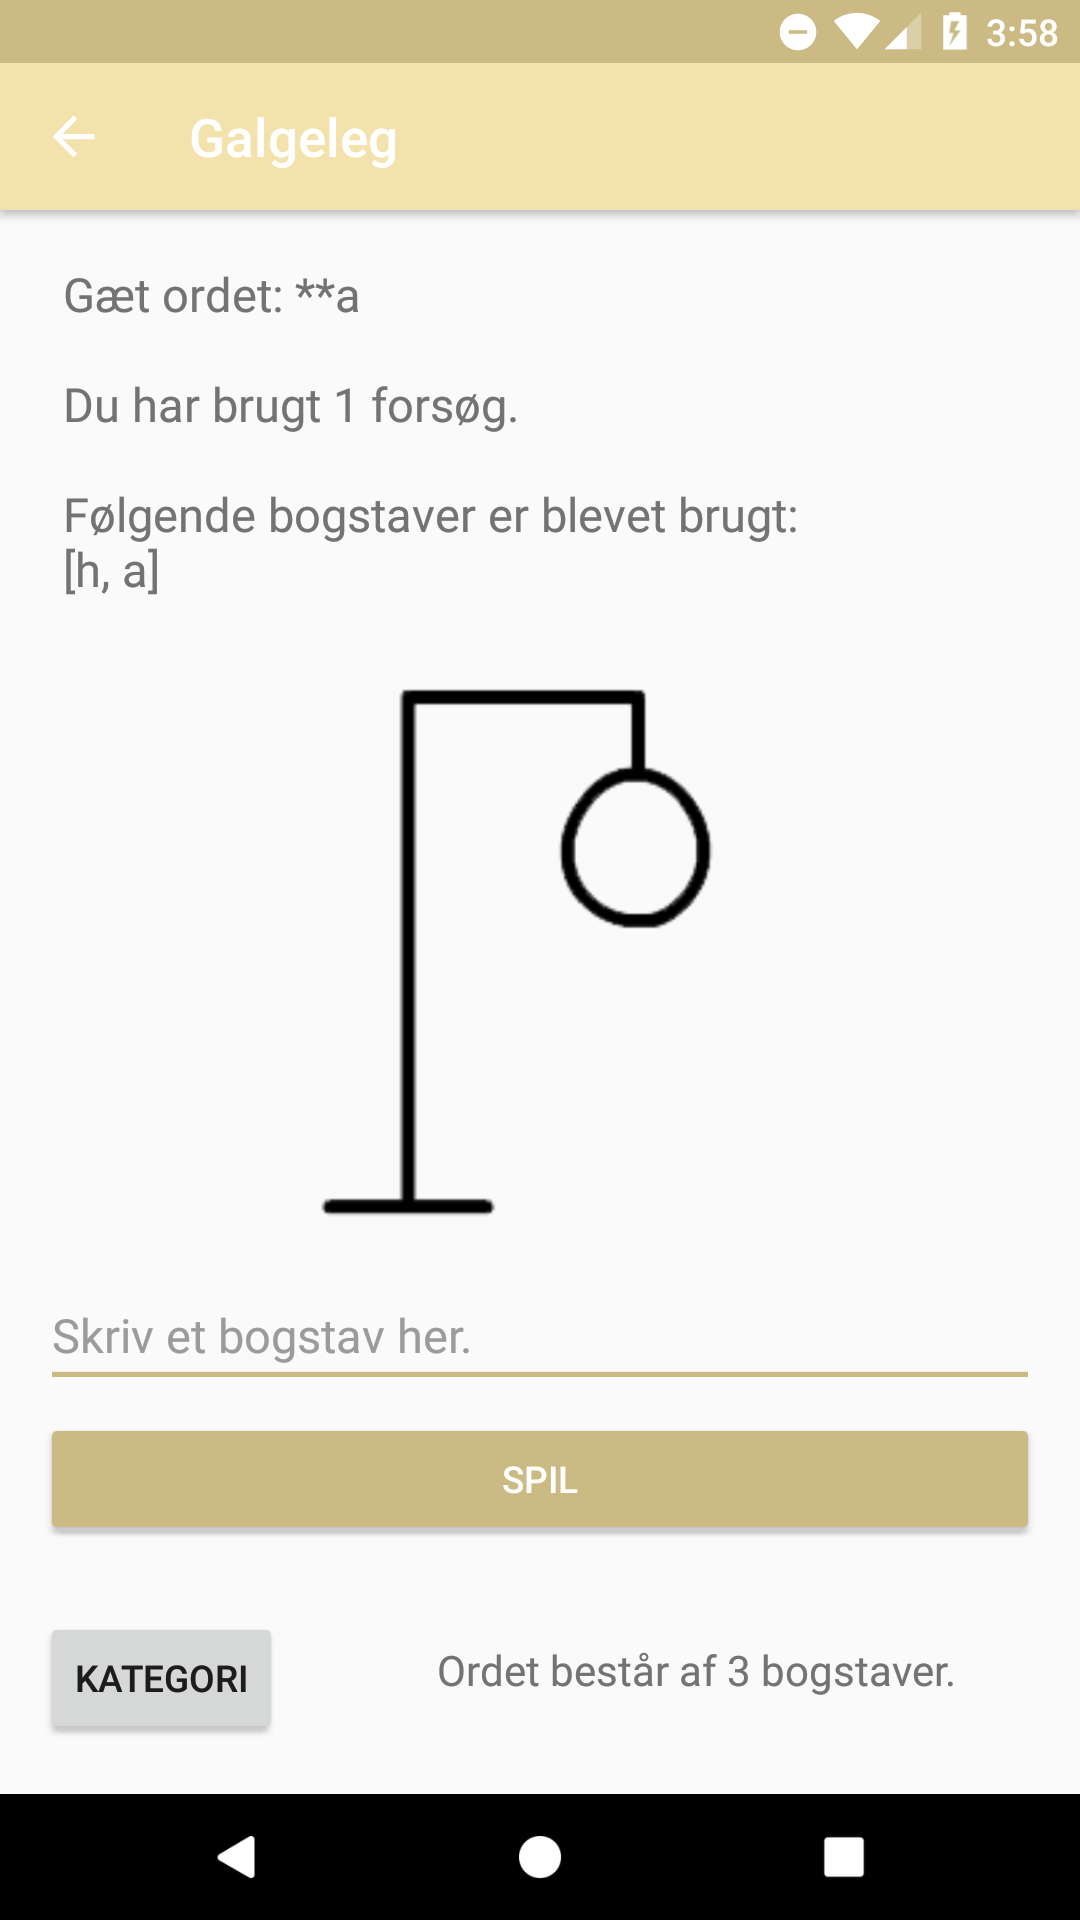 3:58
Galgeleg
Gæt ordet: **a
Du har brugt 1 forsøg.
Følgende bogstaver er blevet brugt:
[h, a]
Skriv et bogstav her.
SPIL
KATEGORI
Ordet består af 3 bogstaver.